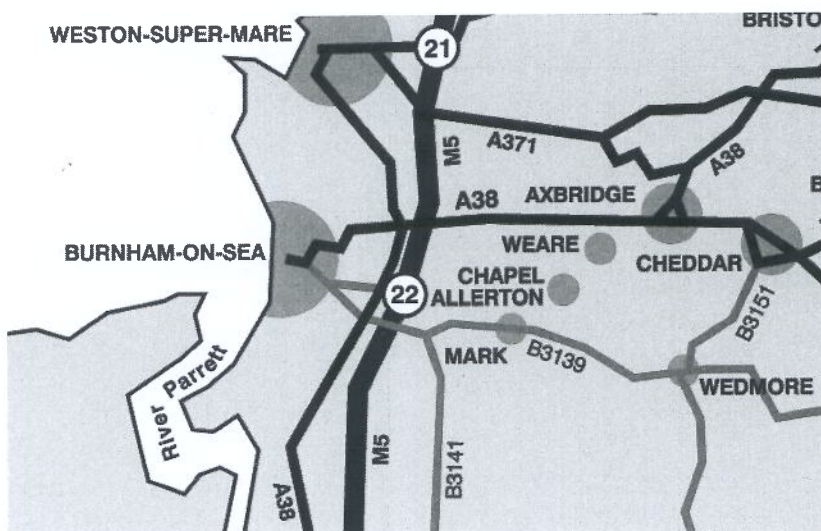 BRISTO
WESTON-SUPER-MARE
21
M5
A371
A38
B
AXBRIDGE
A38
WEARE
BURNHAM-ON-SEA
CHEDDAR
CHAPEL
ALLERTON
22
B3151
MARK
B3139
WEDMORE
River Parrett
M5
B3141
A38